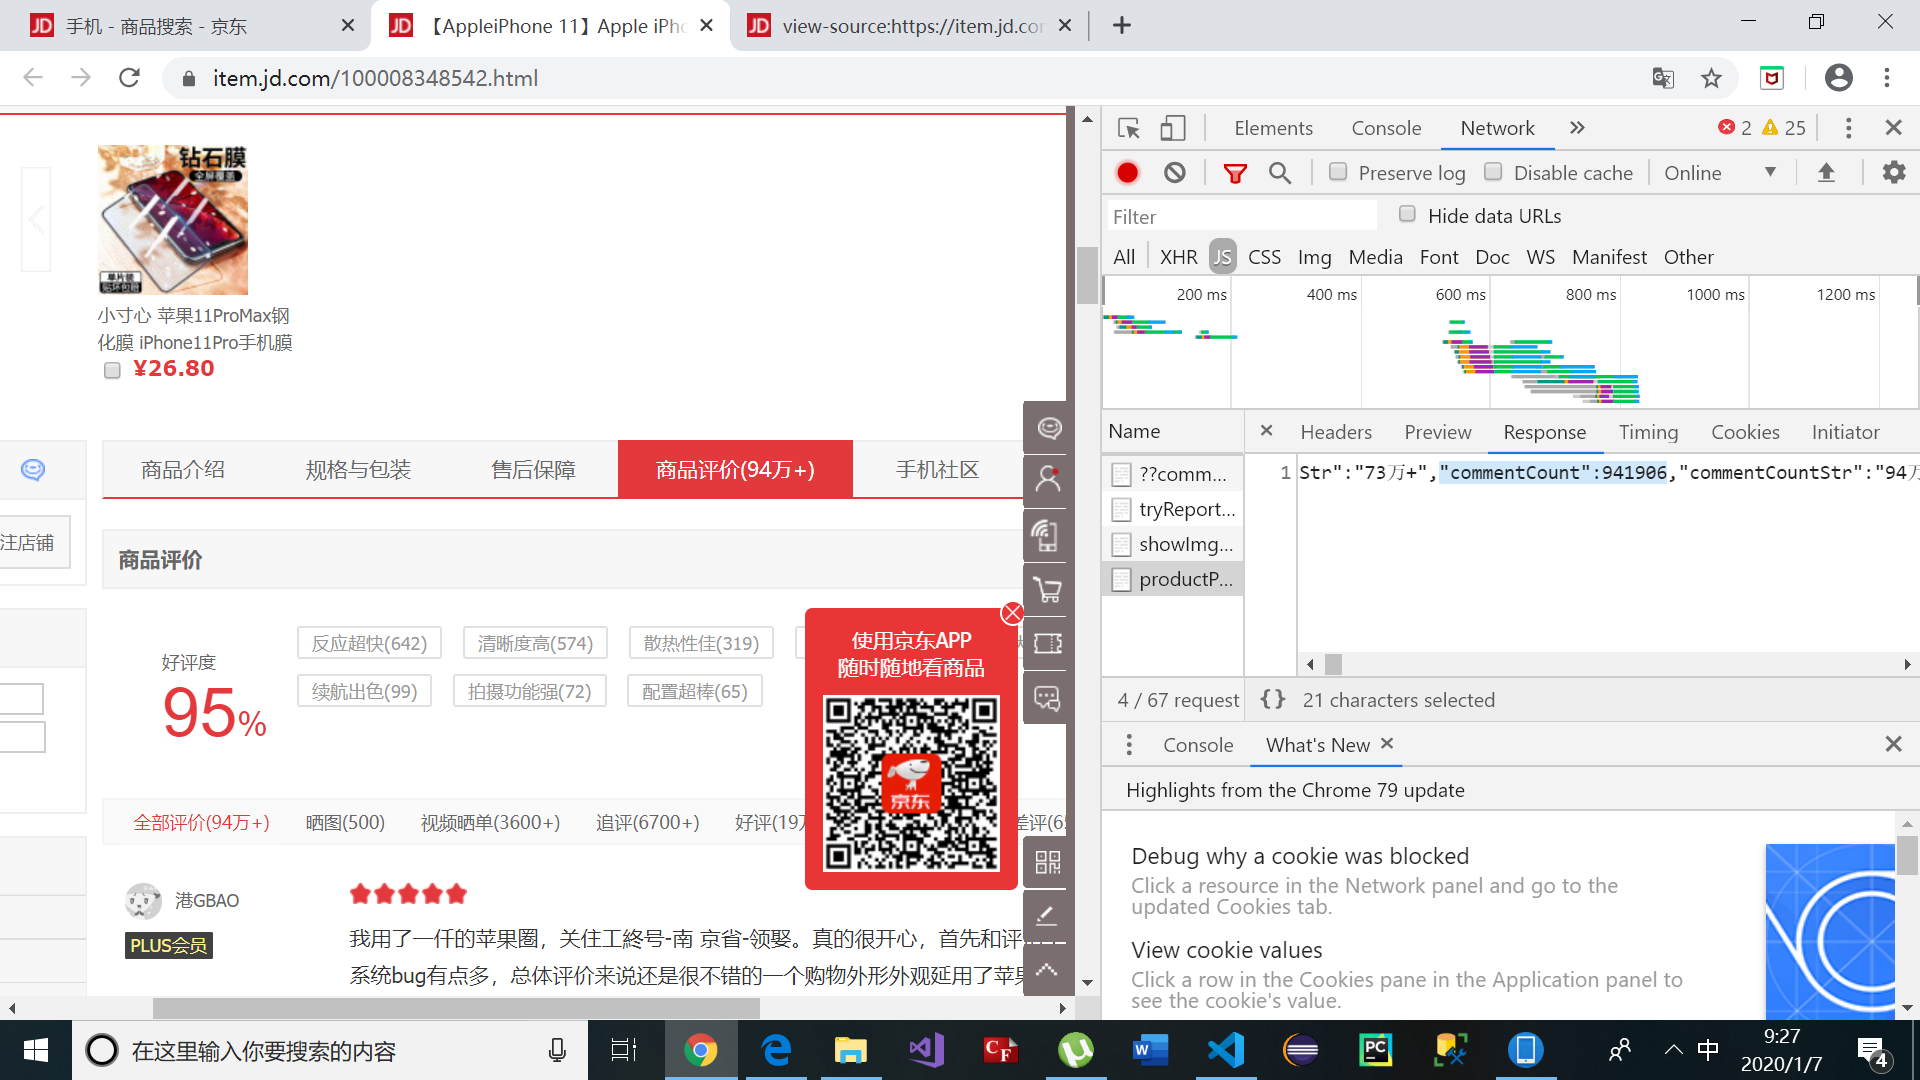 手机 - 商品搜索 - 京东
【AppleiPhone 11】Apple iPho
view-source:https://item.jd.cor
item.jd.com/100008348542.html
钻石膜
全屏覆盖
单片装
小寸心 苹果11ProMax钢
化膜 iPhone11Pro手机膜
¥26.80
商品介绍
规格与包装
售后保障
商品评价(94万+)
手机社区
注店铺
商品评价
好评度
95%
反应超快(642)
清晰度高(574)
散热性佳(319)
续航出色(99)
拍摄功能强(72)
配置超棒(65)
使用京东APP
随时随地看商品
京东
全部评价(94万+)
晒图(500)
视频晒单(3600+)
追评(6700+)
好评(19万
差评(65
港GBAO
PLUS会员
我用了一仟的苹果圈，关住工終号-南 京省-领娶。真的很开心，首先和评
系统bug有点多，总体评价来说还是很不错的一个购物外形外观延用了苹果
Elements
Console
Network
2
25
Preserve log
Disable cache
Online
Filter
Hide data URLs
All
XHR
JS
CSS
Img
Media
Font
Doc
WS
Manifest
Other
200 ms
400 ms
600 ms
800 ms
1000 ms
1200 ms
Name
Headers
Preview
Response
Timing
Cookies
Initiator
??comm...
tryReport...
showImg...
productP...
1
Str":"73万+","commentCount":941906,"commentCountStr":"94万
4 / 67 request
{ }
21 characters selected
Console
What's New
Highlights from the Chrome 79 update
Debug why a cookie was blocked
Click a resource in the Network panel and go to the
updated Cookies tab.
View cookie values
Click a row in the Cookies pane in the Application panel to
see the cookie's value.
在这里输入你要搜索的内容
中
9:27
2020/1/7
4